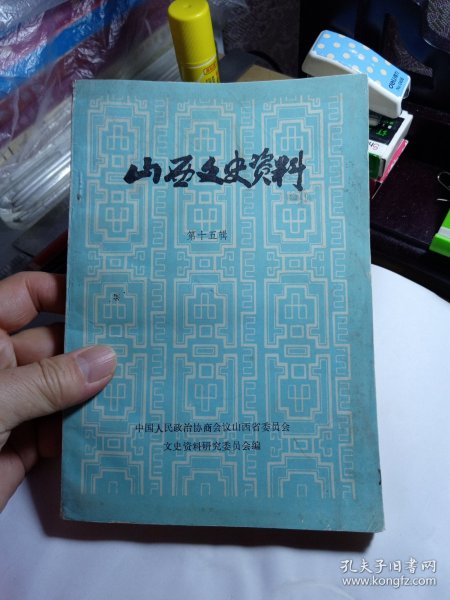 山西文史资料
第十五辑
中国人民政治协商会议山西省委员会
文史资料研究委员会编
孔夫子旧书网
www.kongfz.com